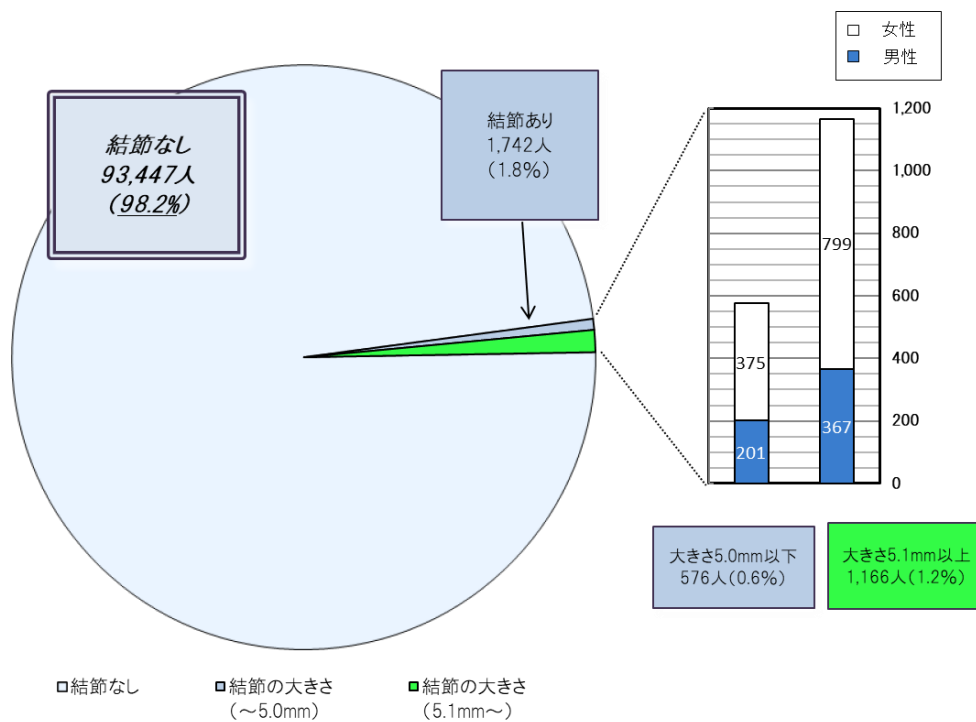 女性
男性
結節なし
93,447人
(98.2%)
結節あり
1,742人
(1.8%)
1,200
1,000
800
600
400
200
0
799
375
367
201
大きさ5.0mm以下
576人(0.6%)
大きさ5.1mm以上
1,166人(1.2%)
結節なし
結節の大きさ
(～5.0mm)
結節の大きさ
(5.1mm～)